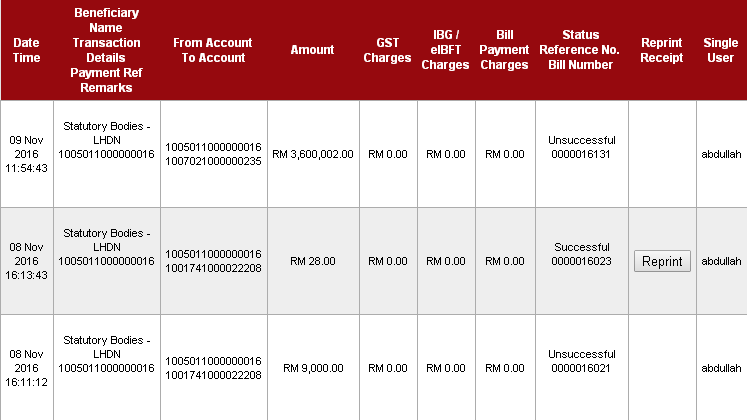 Date
Time
Beneficiary
Name
Transaction
Details
Payment Ref
Remarks
From Account
To Account
Amount
GST
Charges
IBG /
eIBFT
Charges
Bill
Payment
Charges
Status
Reference No.
Bill Number
Reprint
Receipt
Single
User
09 Nov
2016
11:54:43
Statutory Bodies -
LHDN
1005011000000016
1005011000000016
1007021000000235
RM 3,600,002.00
RM 0.00
RM 0.00
RM 0.00
Unsuccessful
0000016131
abdullah
08 Nov
2016
16:13:43
Statutory Bodies -
LHDN
1005011000000016
1005011000000016
1001741000022208
RM 28.00
RM 0.00
RM 0.00
RM 0.00
Successful
0000016023
Reprint
abdullah
08 Nov
2016
16:11:12
Statutory Bodies -
LHDN
1005011000000016
1005011000000016
1001741000022208
RM 9,000.00
RM 0.00
RM 0.00
RM 0.00
Unsuccessful
0000016021
abdullah